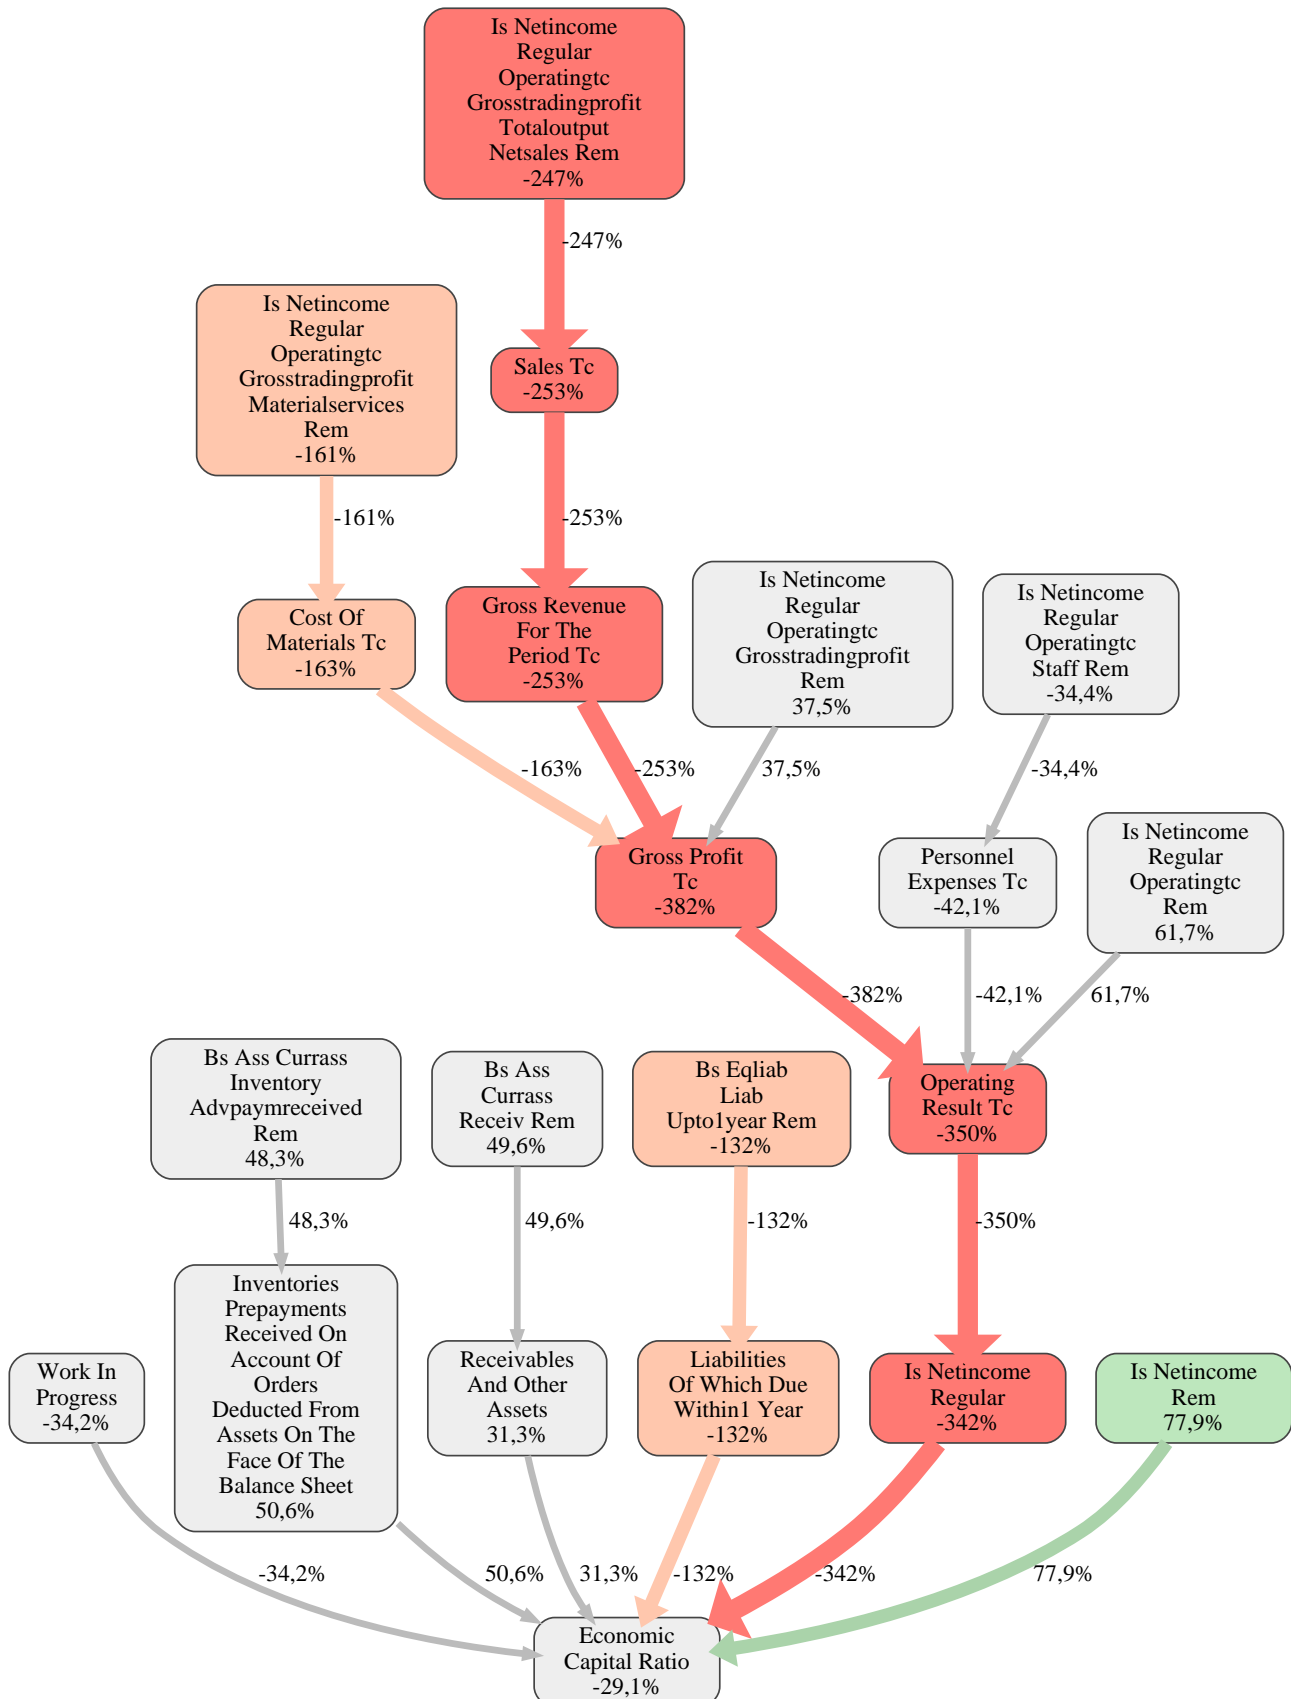 Is Netincome
Regular
Operatingtc
Grosstradingprofit
Totaloutput
Netsales Rem
-247%
-247%
Is Netincome
Regular
Operatingtc
Grosstradingprofit
Materialservices
Rem
-161%
Sales Tc
-253%
-161%
-253%
Cost Of
Materials Tc
-163%
Gross Revenue
For The
Period Tc
-253%
Is Netincome
Regular
Operatingtc
Grosstradingprofit
Rem
37,5%
Is Netincome
Regular
Operatingtc
Staff Rem
-34,4%
-163%
-253%
37,5%
-34,4%
Gross Profit
Tc
-382%
Personnel
Expenses Tc
-42,1%
Is Netincome
Regular
Operatingtc
Rem
61,7%
-382%
-42,1%
61,7%
Bs Ass Currass
Inventory
Advpaymreceived
Rem
48,3%
Bs Ass
Currass
Receiv Rem
49,6%
Bs Eqliab
Liab
Upto1year Rem
-132%
Operating
Result Tc
-350%
48,3%
49,6%
-132%
-350%
Work In
Progress
-34,2%
Inventories
Prepayments
Received On
Account Of
Orders
Deducted From
Assets On The
Face Of The
Balance Sheet
50,6%
Receivables
And Other
Assets
31,3%
Liabilities
Of Which Due
Within1 Year
-132%
Is Netincome
Regular
-342%
Is Netincome
Rem
77,9%
-34,2%
50,6%
31,3%
-132%
-342%
77,9%
Economic
Capital Ratio
-29,1%